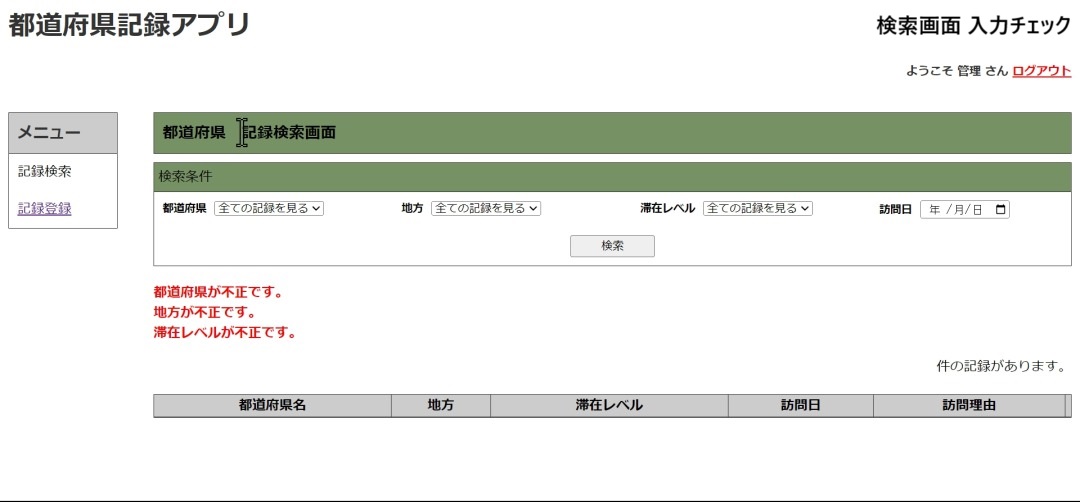 都道府県記録アプリ
検索画面 入力チェック
ようこそ 管理 さん ログアウト
メニュー
記録検索
記録登録
都道府県 記録検索画面
検索条件
都道府県 全ての記録を見る 地方 全ての記録を見る 滞在レベル 全ての記録を見る 訪問日 年 /月/日
検索
都道府県が不正です。
地方が不正です。
滞在レベルが不正です。
件の記録があります。
都道府県名 地方 滞在レベル 訪問日 訪問理由